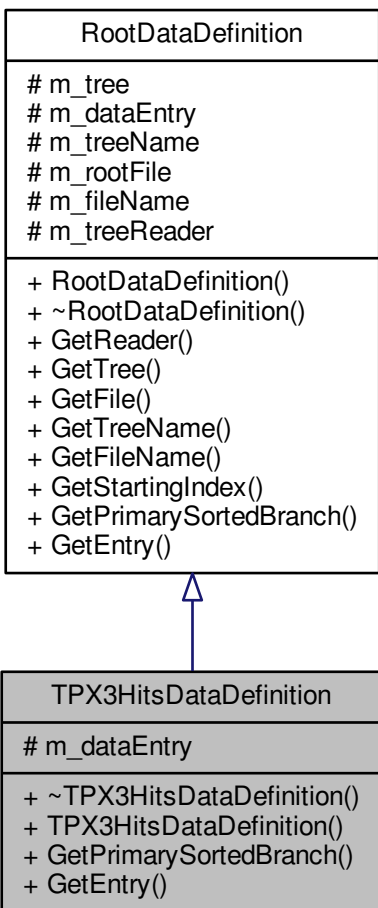 RootDataDefinition
# m_tree
# m_dataEntry
# m_treeName
# m_rootFile
# m_fileName
# m_treeReader
+ RootDataDefinition()
+ ~RootDataDefinition()
+ GetReader()
+ GetTree()
+ GetFile()
+ GetTreeName()
+ GetFileName()
+ GetStartingIndex()
+ GetPrimarySortedBranch()
+ GetEntry()
TPX3HitsDataDefinition
# m_dataEntry
+ ~TPX3HitsDataDefinition()
+ TPX3HitsDataDefinition()
+ GetPrimarySortedBranch()
+ GetEntry()